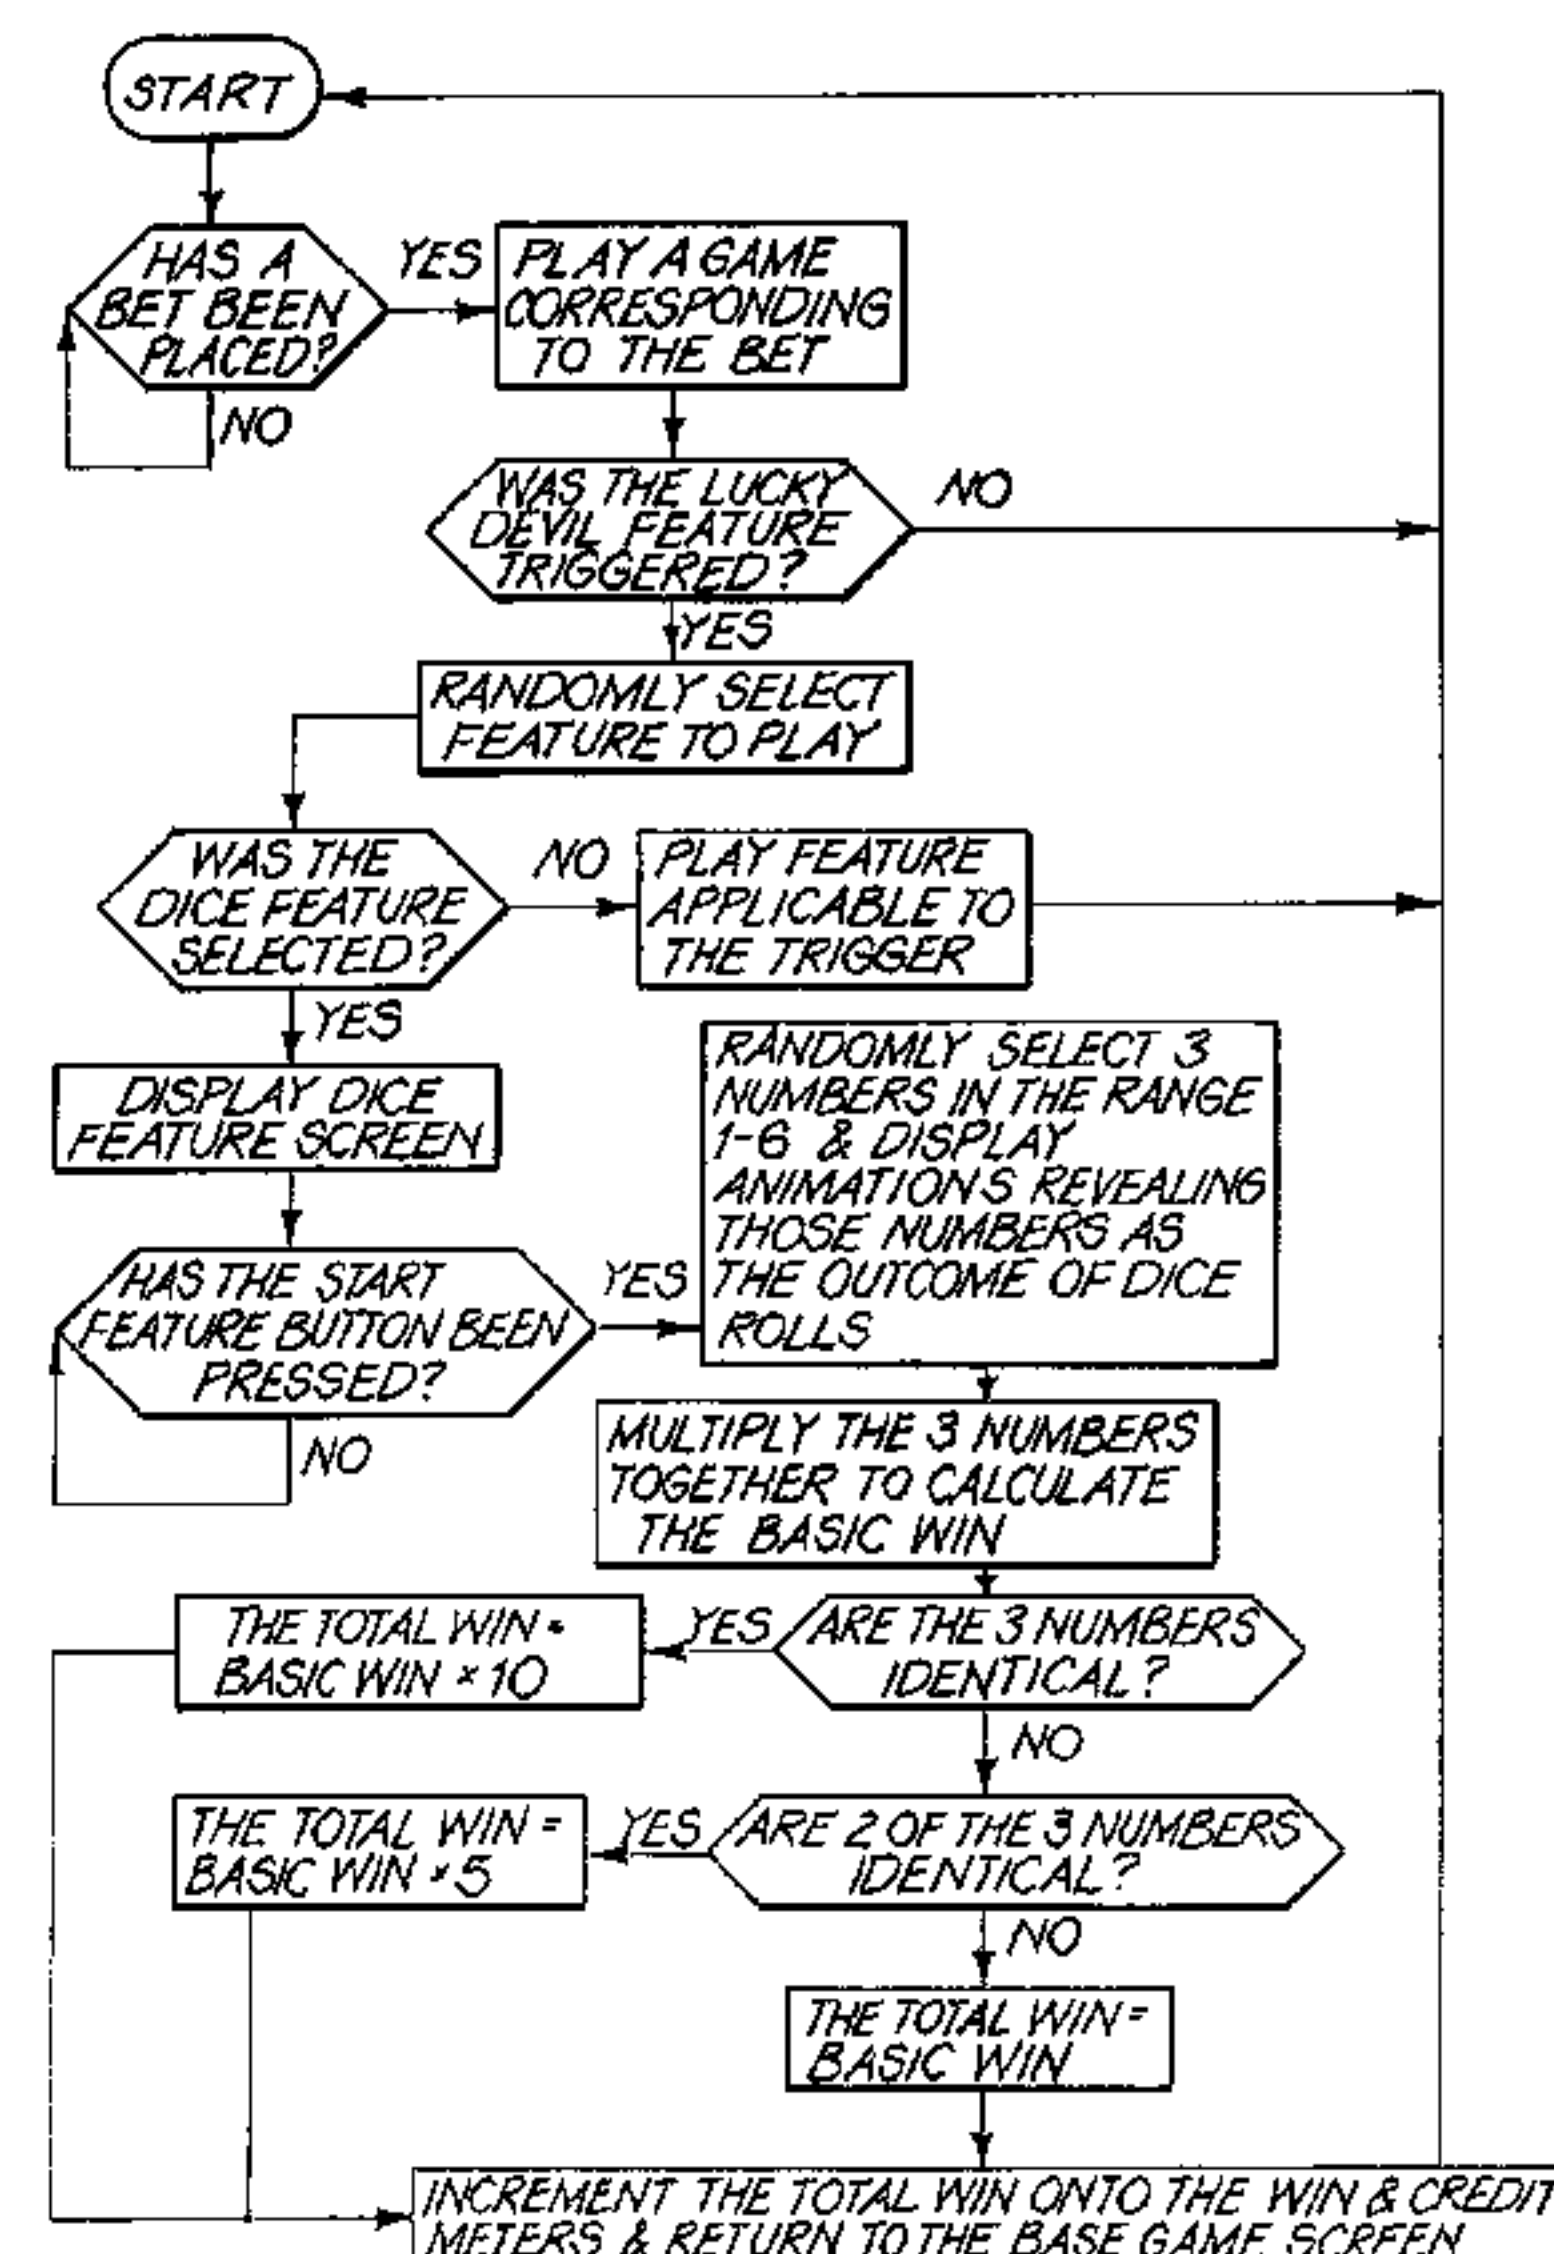 START
HAS A
BET BEEN
PLACED?
YES
NO
PLAY A GAME
CORRESPONDING
TO THE BET
WAS THE LUCKY
DEVIL FEATURE
TRIGGERED?
NO
YES
RANDOMLY SELECT
FEATURE TO PLAY
WAS THE
DICE FEATURE
SELECTED?
NO
PLAY FEATURE
APPLICABLE TO
THE TRIGGER
YES
DISPLAY DICE
FEATURE SCREEN
HAS THE START
FEATURE BUTTON BEEN
PRESSED?
YES
NO
RANDOMLY SELECT 3
NUMBERS IN THE RANGE
1-6 & DISPLAY
ANIMATIONS REVEALING
THOSE NUMBERS AS
THE OUTCOME OF DICE
ROLLS
MULTIPLY THE 3 NUMBERS
TOGETHER TO CALCULATE
THE BASIC WIN
ARE THE 3 NUMBERS
IDENTICAL?
YES
THE TOTAL WIN =
BASIC WIN × 10
NO
ARE 2 OF THE 3 NUMBERS
IDENTICAL?
YES
THE TOTAL WIN =
BASIC WIN × 5
NO
THE TOTAL WIN =
BASIC WIN
INCREMENT THE TOTAL WIN ONTO THE WIN & CREDIT
METERS & RETURN TO THE BASE GAME SCREEN